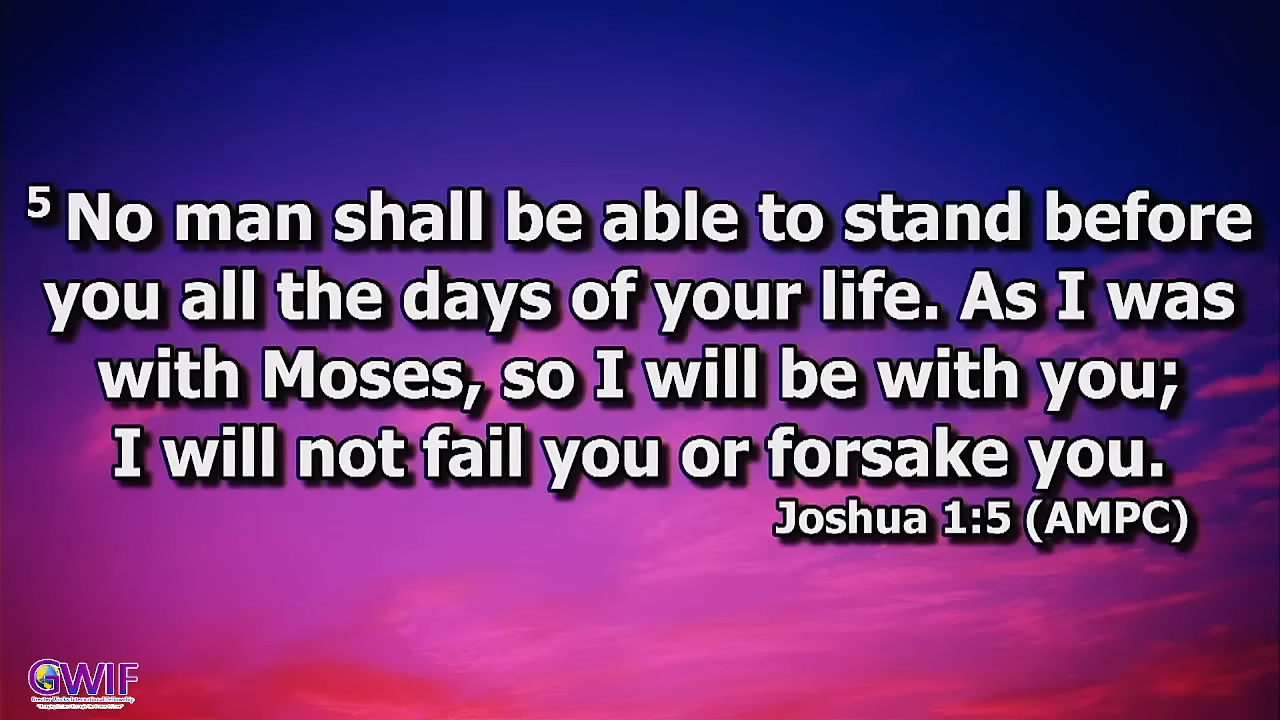 5 No man shall be able to stand before
you all the days of your life. As I was
with Moses, so I will be with you;
I will not fail you or forsake you.
Joshua 1:5 (AMPC)
GWIF